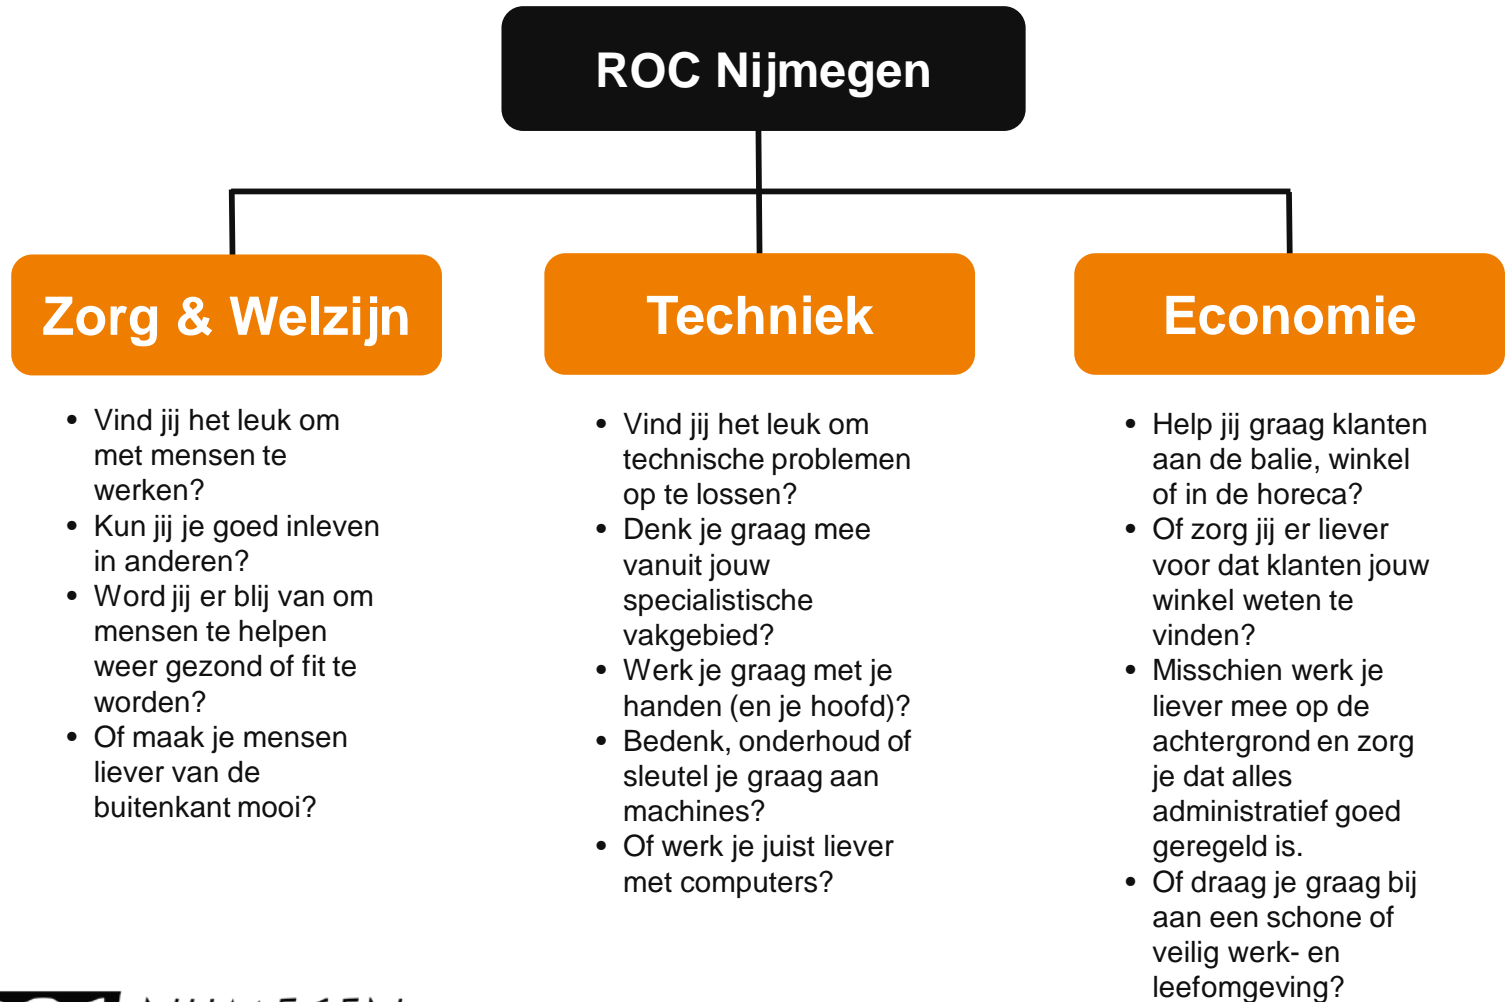 ROC Nijmegen
Zorg & Welzijn
• Vind jij het leuk om
met mensen te
werken?
• Kun jij je goed inleven
in anderen?
• Word jij er blij van om
mensen te helpen
weer gezond of fit te
worden?
• Of maak je mensen
liever van de
buitenkant mooi?
Techniek
• Vind jij het leuk om
technische problemen
op te lossen?
• Denk je graag mee
vanuit jouw
specialistische
vakgebied?
• Werk je graag met je
handen (en je hoofd)?
• Bedenk, onderhoud of
sleutel je graag aan
machines?
• Of werk je juist liever
met computers?
Economie
• Help jij graag klanten
aan de balie, winkel
of in de horeca?
• Of zorg jij er liever
voor dat klanten jouw
winkel weten te
vinden?
• Misschien werk je
liever mee op de
achtergrond en zorg
je dat alles
administratief goed
geregeld is.
• Of draag je graag bij
aan een schone of
veilig werk- en
leefomgeving?